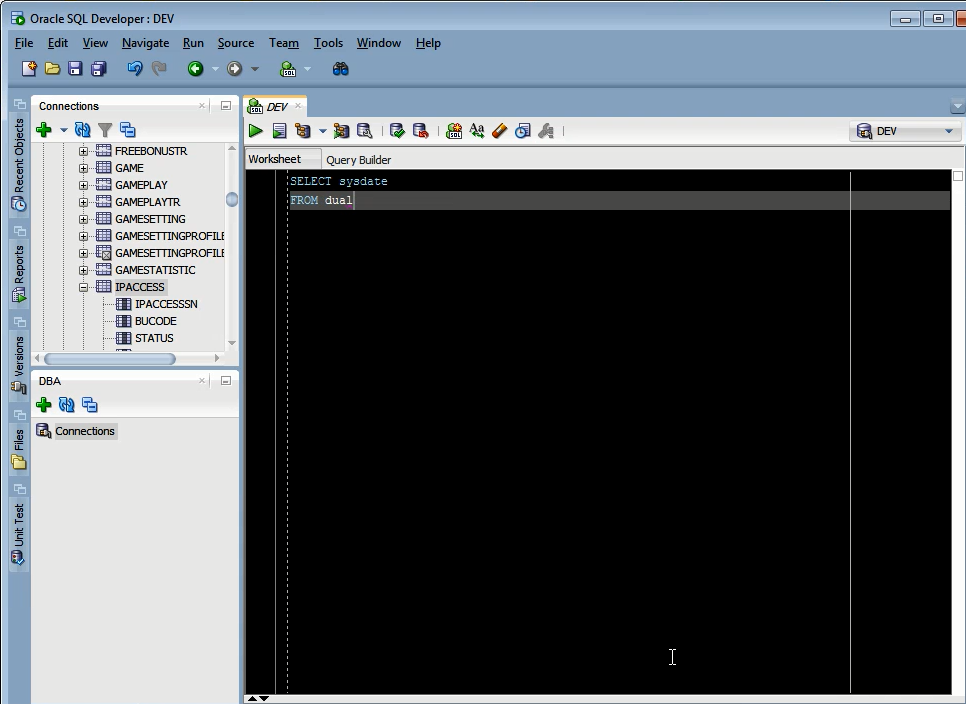 Oracle SQL Developer : DEV
File Edit View Navigate Run Source Team Tools Window Help
Recent Objects
Reports
Versions
Files
Unit Test
Connections
FREEBONUSTR
GAME
GAMEPLAY
GAMEPLAYTR
GAMESETTING
GAMESETTINGPROFILE
GAMESETTINGPROFILE
GAMESTATISTIC
IPACCESS
IPACCESSSN
BUCODE
STATUS
DBA
Connections
DEV
DEV
Worksheet Query Builder
SELECT sysdate
FROM dual